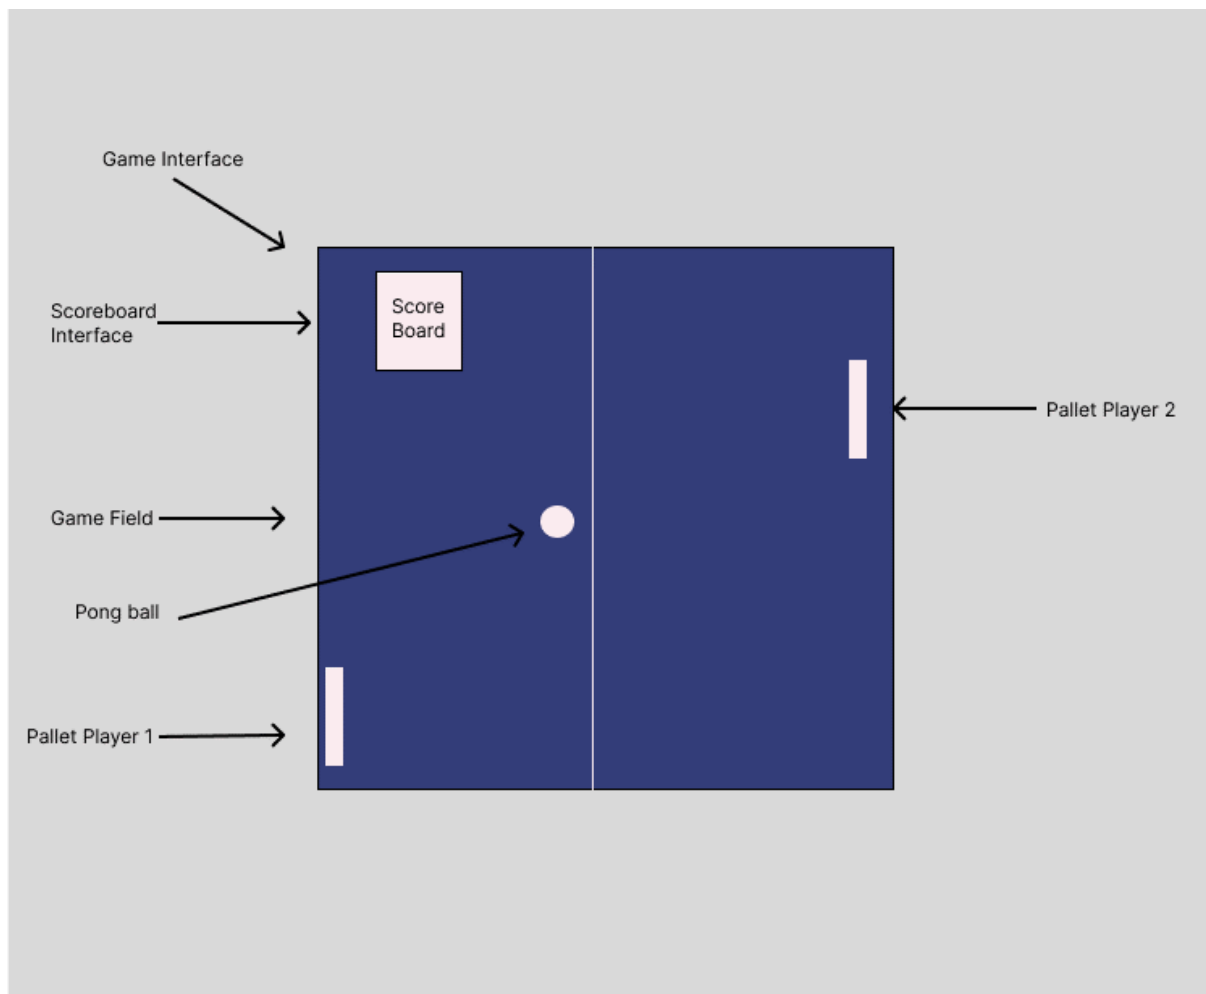 Game Interface
Scoreboard
Interface
Score
Board
Pallet Player 2
Game Field
Pong ball
Pallet Player 1